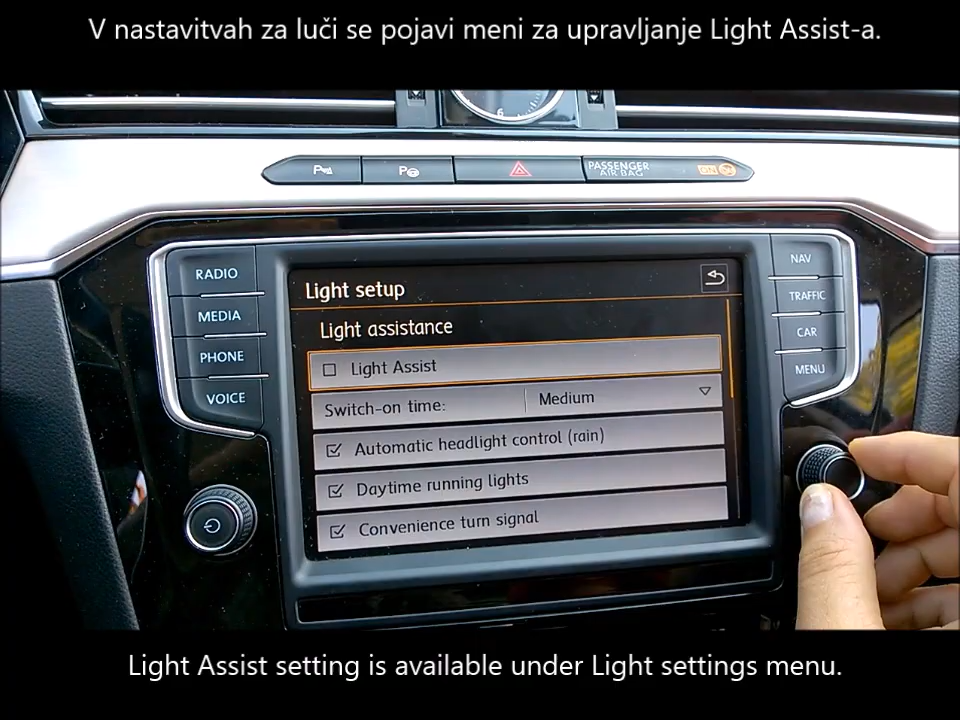 V nastavitvah za luči se pojavi meni za upravljanje Light Assist-a.
6
PASSENGER
AIR BAG
RADIO
MEDIA
PHONE
VOICE
Light setup
Light assistance
Light Assist
Switch-on time: Medium
Automatic headlight control (rain)
Daytime running lights
Convenience turn signal
NAV
TRAFFIC
CAR
MENU
Light Assist setting is available under Light settings menu.